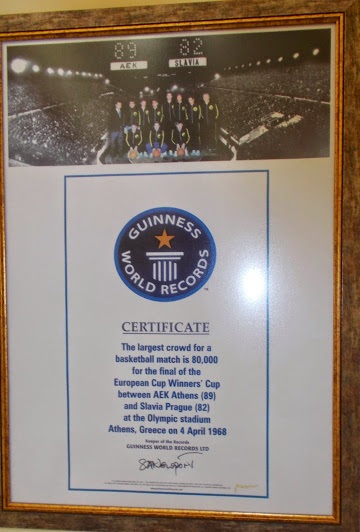 89 82
AEK SLAVIA
GUINNESS
WORLD RECORDS
TM
CERTIFICATE
The largest crowd for a
basketball match is 80,000
for the final of the
European Cup Winners' Cup
between AEK Athens (89)
and Slavia Prague (82)
at the Olympic stadium
Athens, Greece on 4 April 1968
Keeper of the Records
GUINNESS WORLD RECORDS LTD